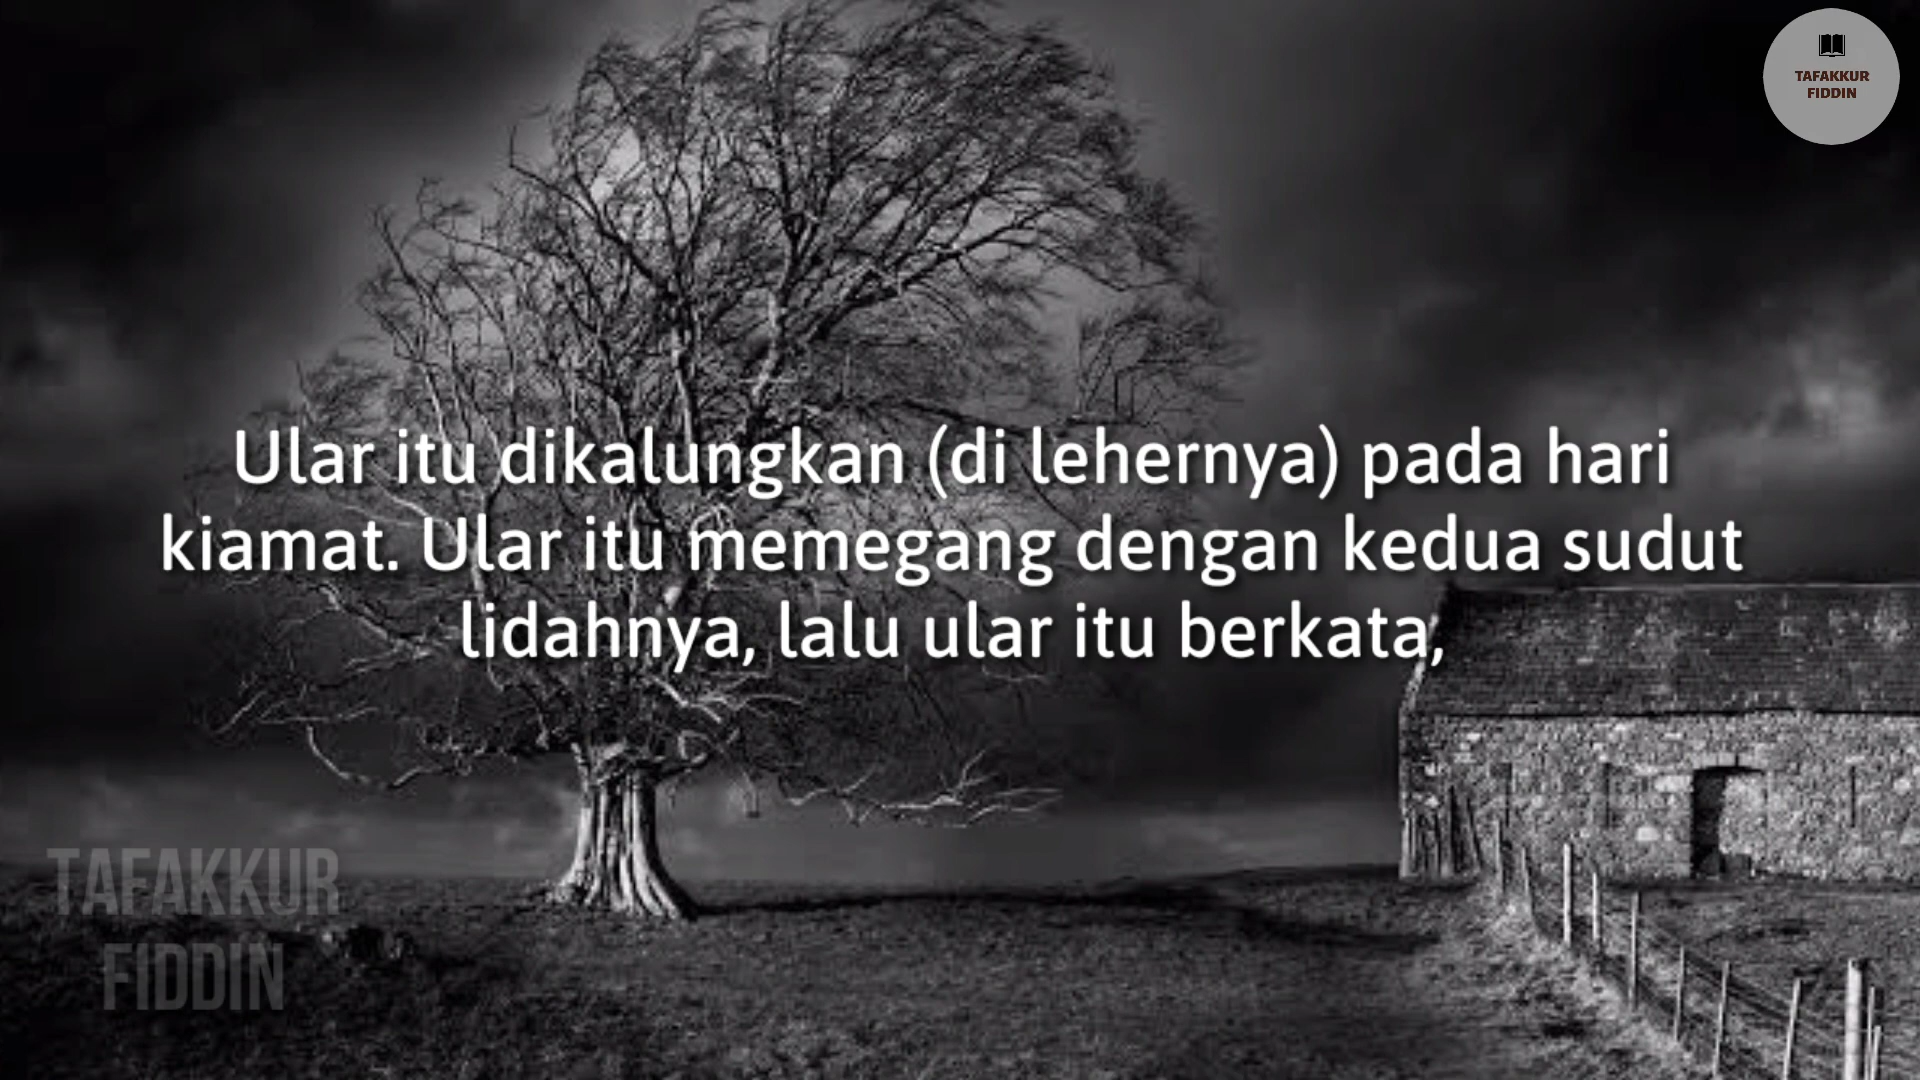 TAFAKKUR
FIDDIN
Ular itu dikalungkan (di lehernya) pada hari
kiamat. Ular itu memegang dengan kedua sudut
lidahnya, lalu ular itu berkata,
TAFAKKUR
FIDDIN